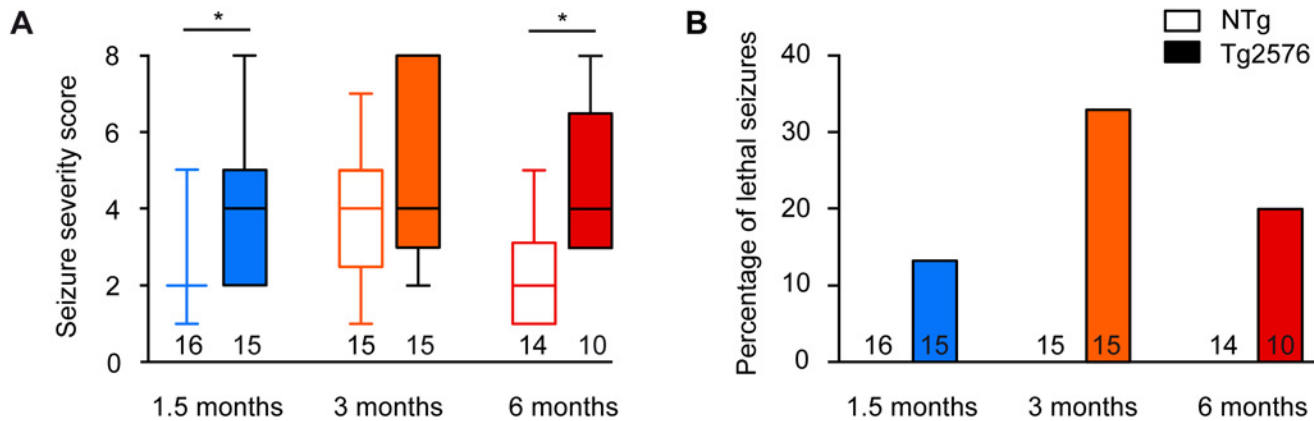 A
B
NTg
Tg2576
*
*
Seizure severity score
8
6
4
2
0
16
15
15
15
14
10
1.5 months
3 months
6 months
Percentage of lethal seizures
40
30
20
10
0
16
15
15
15
14
10
1.5 months
3 months
6 months